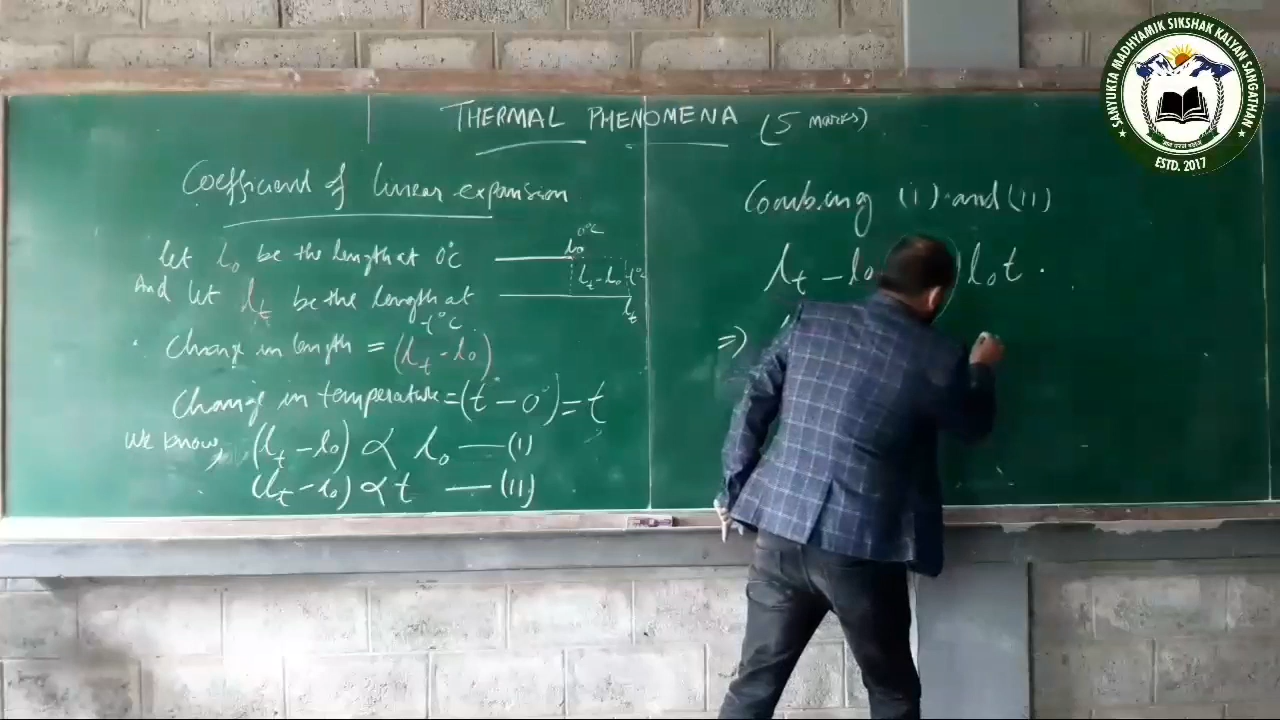 THERMAL PHENOMENA (5 marks)
Coefficient of linear expansion
let l₀ be the length at 0°C
And let lₜ be the length at
t°C
Change in length = (lₜ - l₀)
Change in temperature = (t° - 0°) = t
We know, (lₜ - l₀) ∝ l₀ — (I)
(lₜ - l₀) ∝ t — (II)
0°C
l₀
lₜ - l₀ t°C
lₜ
Combing (I) and (II)
lₜ - l₀ l₀t.
⇒
SANYUKTA MADHYAMIK SIKSHAK KALYAN SANGATHAN
ESTD. 2017